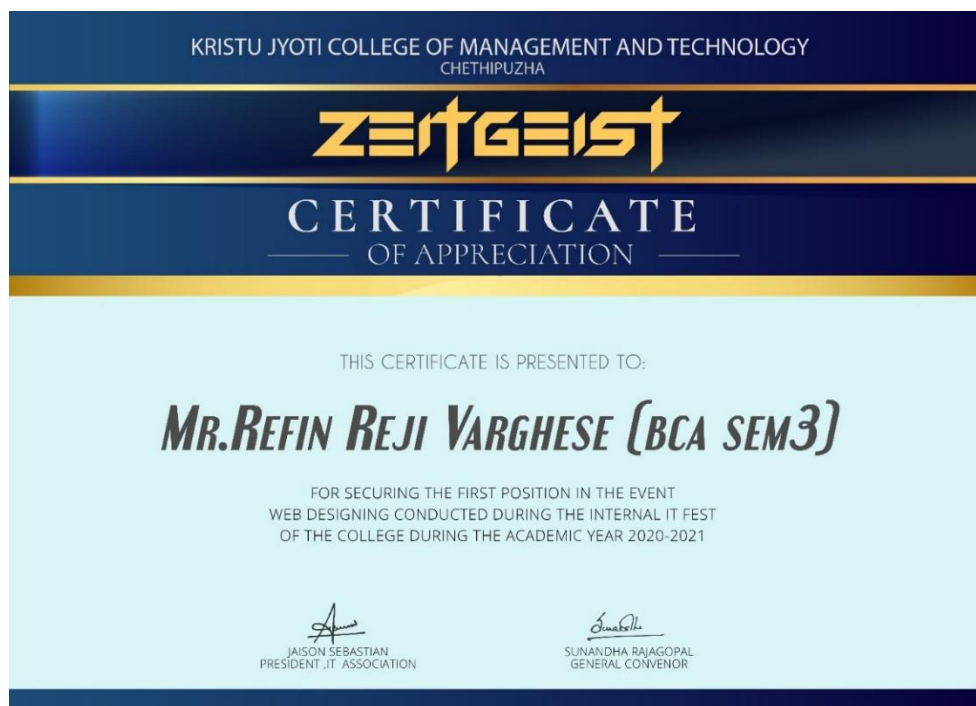 KRISTU JYOTI COLLEGE OF MANAGEMENT AND TECHNOLOGY
CHETHIPUZHA
ZEITGEIST
CERTIFICATE
OF APPRECIATION
THIS CERTIFICATE IS PRESENTED TO:
MR.REFIN REJI VARGHESE (BCA SEM3)
FOR SECURING THE FIRST POSITION IN THE EVENT
WEB DESIGNING CONDUCTED DURING THE INTERNAL IT FEST
OF THE COLLEGE DURING THE ACADEMIC YEAR 2020-2021
JAISON SEBASTIAN
PRESIDENT ,IT ASSOCIATION
SUNANDHA RAJAGOPAL
GENERAL CONVENOR